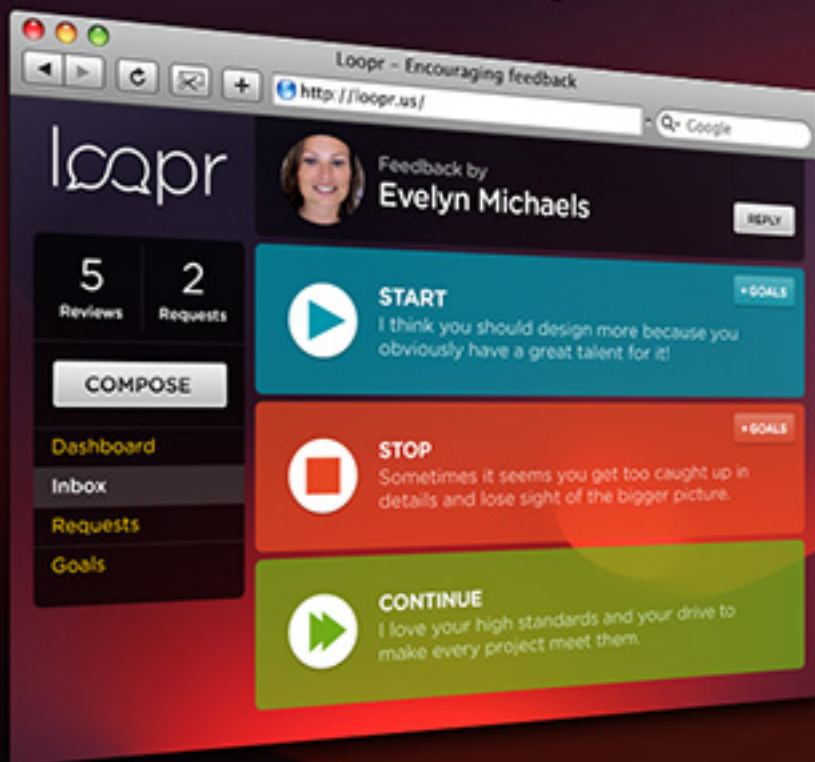 Loopr – Encouraging feedback
http://loopr.us/
Google
loopr
Feedback by
Evelyn Michaels
REPLY
5
Reviews
2
Requests
COMPOSE
Dashboard
Inbox
Requests
Goals
START
+ GOALS
I think you should design more because you
obviously have a great talent for it!
STOP
+ GOALS
Sometimes it seems you get too caught up in
details and lose sight of the bigger picture.
CONTINUE
I love your high standards and your drive to
make every project meet them.